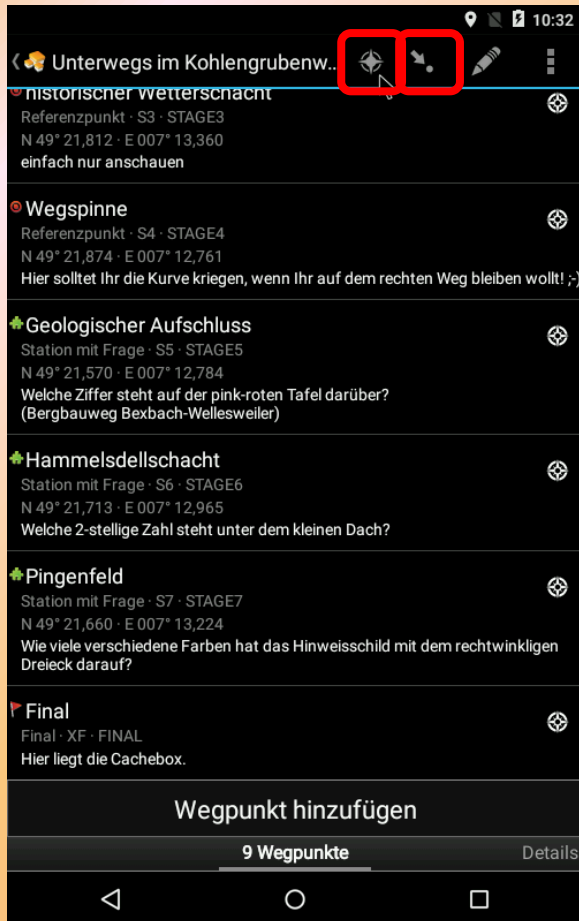 10:32
Unterwegs im Kohlengrubenw..
historischer Wetterschacht
Referenzpunkt · S3 · STAGE3
N 49° 21,812 · E 007° 13,360
einfach nur anschauen
Wegspinne
Referenzpunkt · S4 · STAGE4
N 49° 21,874 · E 007° 12,761
Hier solltet Ihr die Kurve kriegen, wenn Ihr auf dem rechten Weg bleiben wollt! ;-)
Geologischer Aufschluss
Station mit Frage · S5 · STAGE5
N 49° 21,570 · E 007° 12,784
Welche Ziffer steht auf der pink-roten Tafel darüber?
(Bergbauweg Bexbach-Wellesweiler)
Hammelsdellschacht
Station mit Frage · S6 · STAGE6
N 49° 21,713 · E 007° 12,965
Welche 2-stellige Zahl steht unter dem kleinen Dach?
Pingenfeld
Station mit Frage · S7 · STAGE7
N 49° 21,660 · E 007° 13,224
Wie viele verschiedene Farben hat das Hinweisschild mit dem rechtwinkligen
Dreieck darauf?
Final
Final · XF · FINAL
Hier liegt die Cachebox.
Wegpunkt hinzufügen
9 Wegpunkte
Details